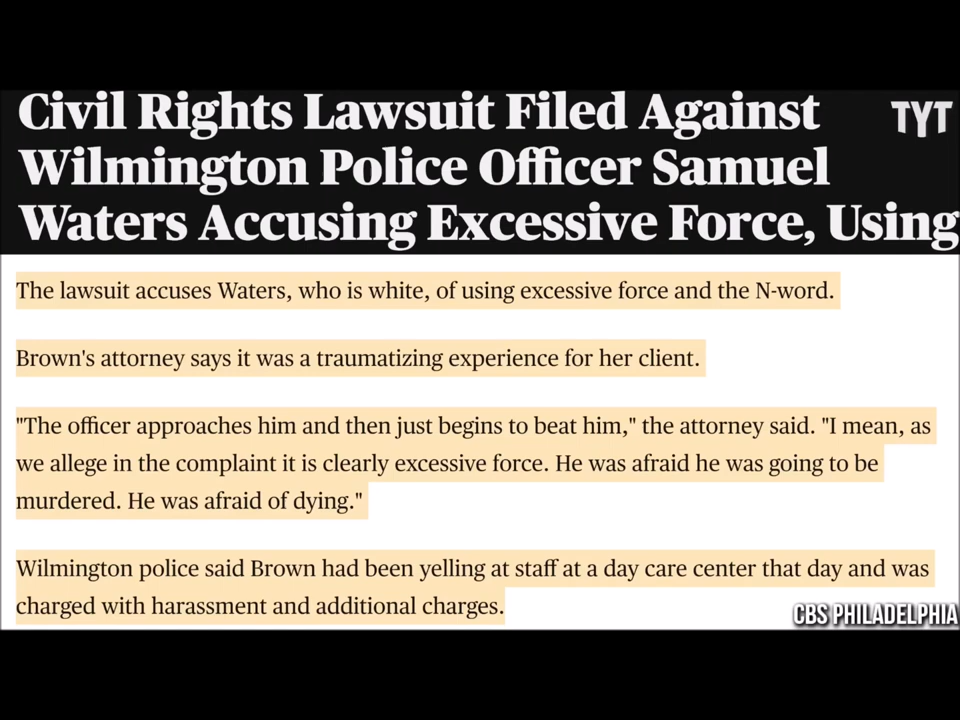 Civil Rights Lawsuit Filed Against
TYT
Wilmington Police Officer Samuel
Waters Accusing Excessive Force, Using
The lawsuit accuses Waters, who is white, of using excessive force and the N-word.
Brown's attorney says it was a traumatizing experience for her client.
"The officer approaches him and then just begins to beat him," the attorney said. "I mean, as
we allege in the complaint it is clearly excessive force. He was afraid he was going to be
murdered. He was afraid of dying."
Wilmington police said Brown had been yelling at staff at a day care center that day and was
charged with harassment and additional charges.
CBS PHILADELPHIA